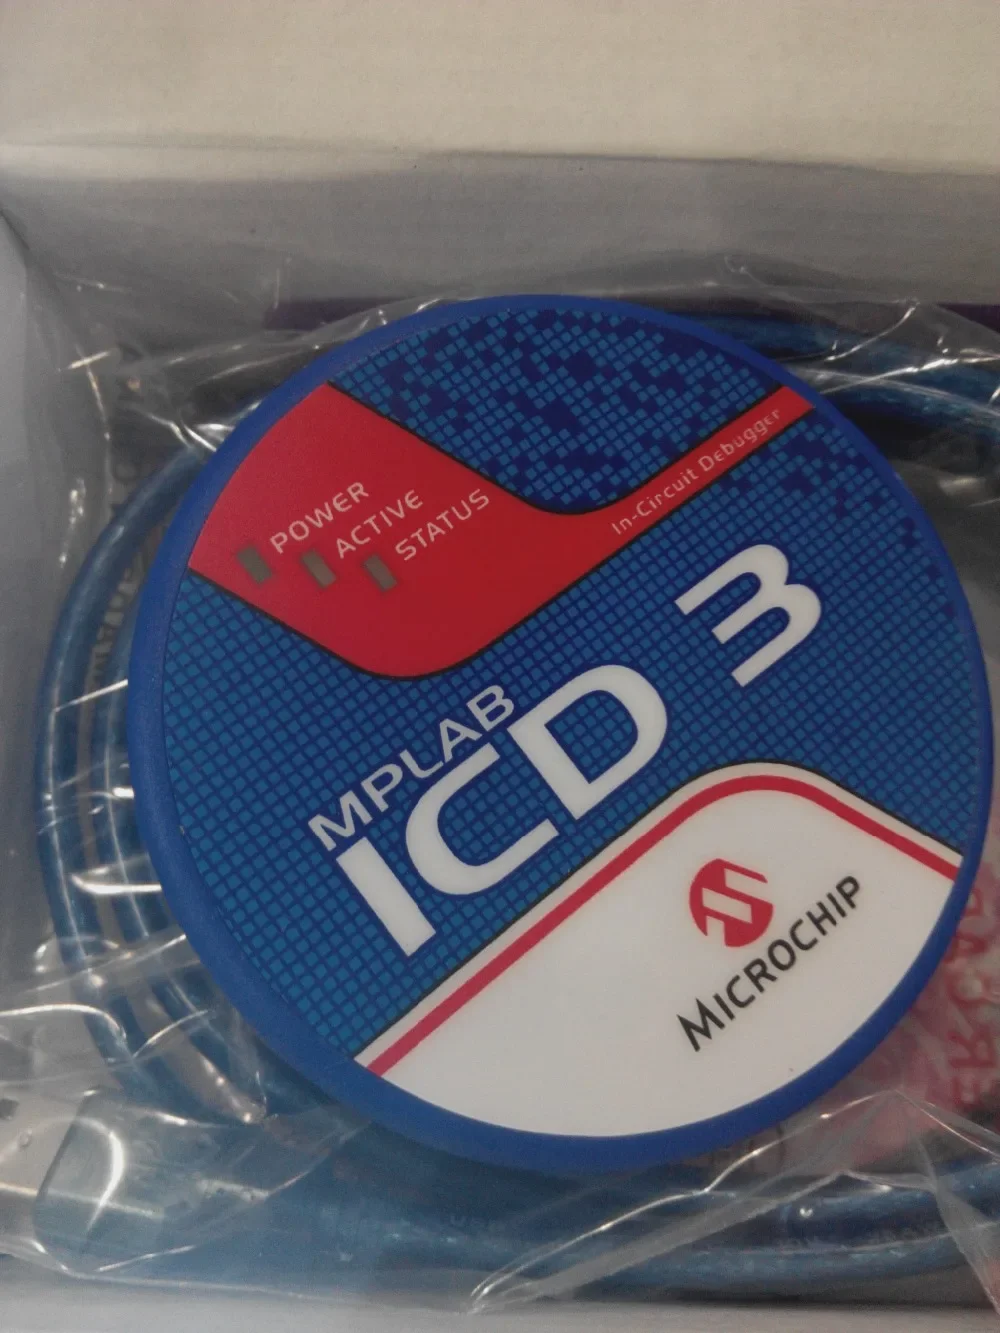 POWER
ACTIVE
STATUS
In-Circuit Debugger
MPLAB
ICD 3
MICROCHIP